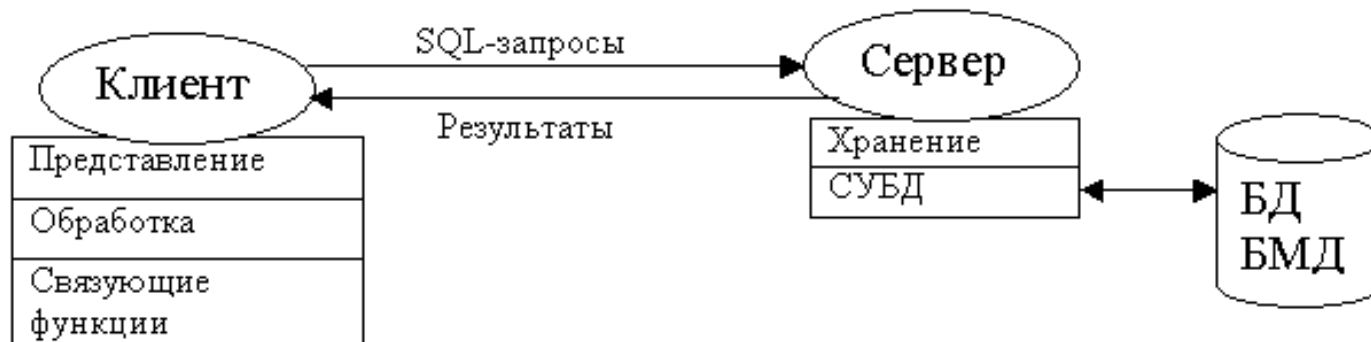 SQL-запросы
Клиент
Сервер
Результаты
Представление
Обработка
Связующие
функции
Хранение
СУБД
БД
БМД